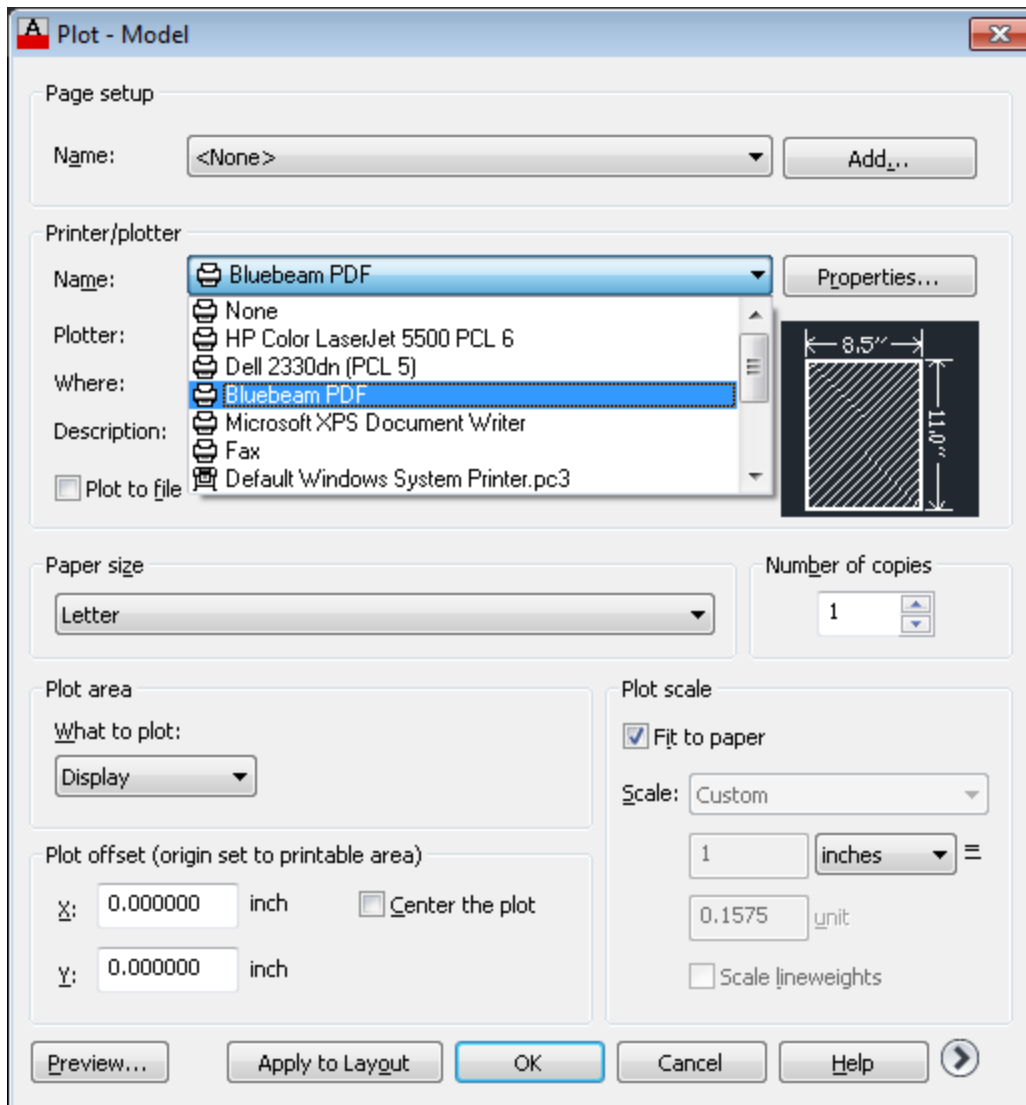 A Plot - Model
Page setup
Name: <None> Add...
Printer/plotter
Name: Bluebeam PDF Properties...
None
HP Color LaserJet 5500 PCL 6
Plotter:
Dell 2330dn (PCL 5)
Where:
Bluebeam PDF
Microsoft XPS Document Writer
Description:
Fax
Plot to file
Default Windows System Printer.pc3
8.5″
11.0″
Paper size
Letter
Number of copies
1
Plot area
What to plot:
Display
Plot scale
Fit to paper
Scale: Custom
1 inches =
0.1575 unit
Scale lineweights
Plot offset (origin set to printable area)
X: 0.000000 inch Center the plot
Y: 0.000000 inch
Preview... Apply to Layout OK Cancel Help